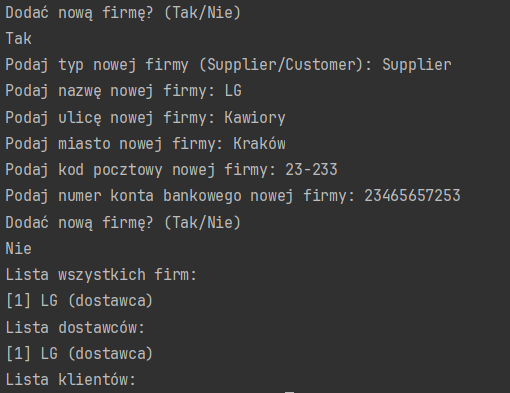 Dodać nową firmę? (Tak/Nie)
Tak
Podaj typ nowej firmy (Supplier/Customer): Supplier
Podaj nazwę nowej firmy: LG
Podaj ulicę nowej firmy: Kawiory
Podaj miasto nowej firmy: Kraków
Podaj kod pocztowy nowej firmy: 23-233
Podaj numer konta bankowego nowej firmy: 23465657253
Dodać nową firmę? (Tak/Nie)
Nie
Lista wszystkich firm:
[1] LG (dostawca)
Lista dostawców:
[1] LG (dostawca)
Lista klientów: